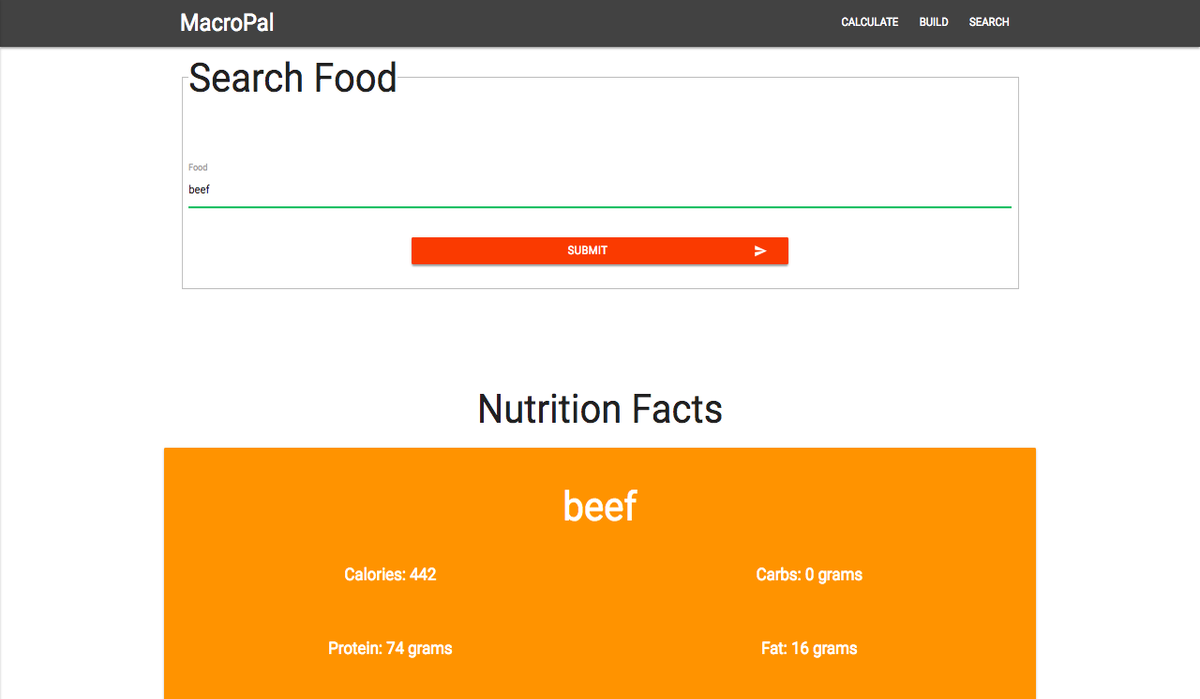 MacroPal
CALCULATE BUILD SEARCH
Search Food
Food
beef
SUBMIT
Nutrition Facts
beef
Calories: 442 Carbs: 0 grams
Protein: 74 grams Fat: 16 grams